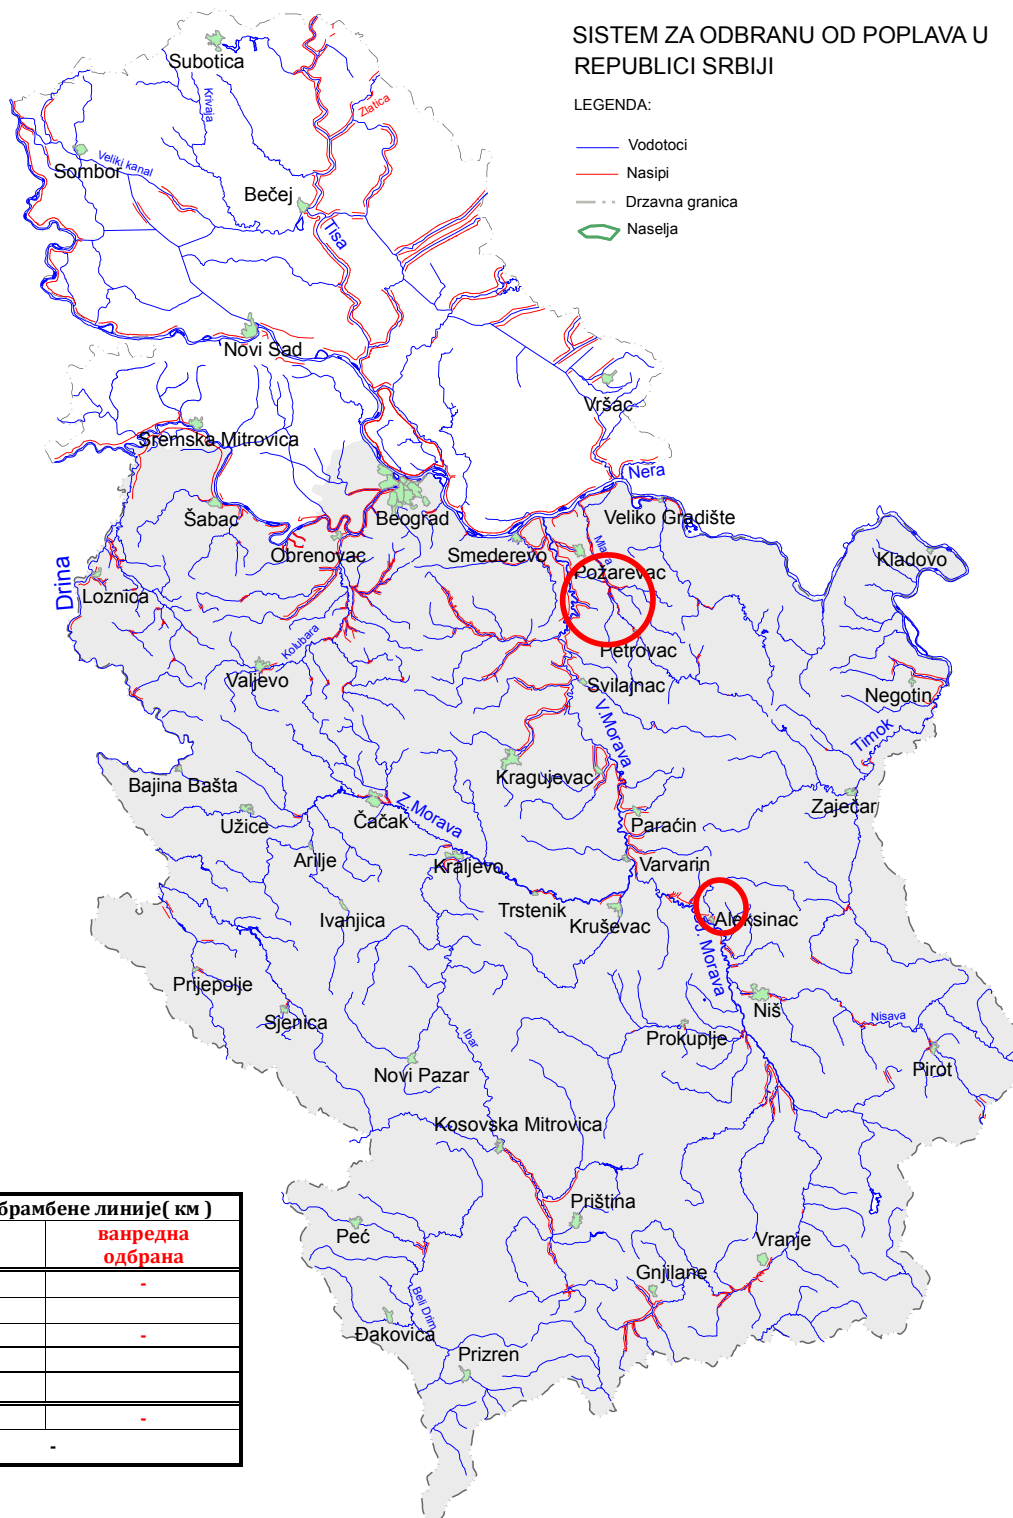 SISTEM ZA ODBRANU OD POPLAVA U
REPUBLICI SRBIJI
LEGENDA:
Vodotoci
Nasipi
Drzavna granica
Naselja
Subotica
Krivaja
Zlatica
Sombor
Veliki kanal
Bečej
Tisa
Novi Sad
Vršac
Sremska Mitrovica
Nera
Šabac
Beograd
Veliko Gradište
Obrenovac
Smederevo
Kladovo
Drina
Požarevac
Loznica
Kolubara
Petrovac
Valjevo
Svilajnac
Negotin
V.Morava
Timok
Bajina Bašta
Kragujevac
Zaječar
Užice
Čačak
Z.Morava
Paraćin
Arilje
Kraljevo
Varvarin
Ivanjica
Trstenik
Kruševac
Aleksinac
J. Morava
Prijepolje
Sjenica
Niš
Nisava
Ibar
Prokuplje
Novi Pazar
Pirot
Kosovska Mitrovica
Priština
Peć
Vranje
Gnjilane
Beli Drim
Đakovica
Prizren
брамбене линије( км )
ванредна
одбрана
-
-
-
-